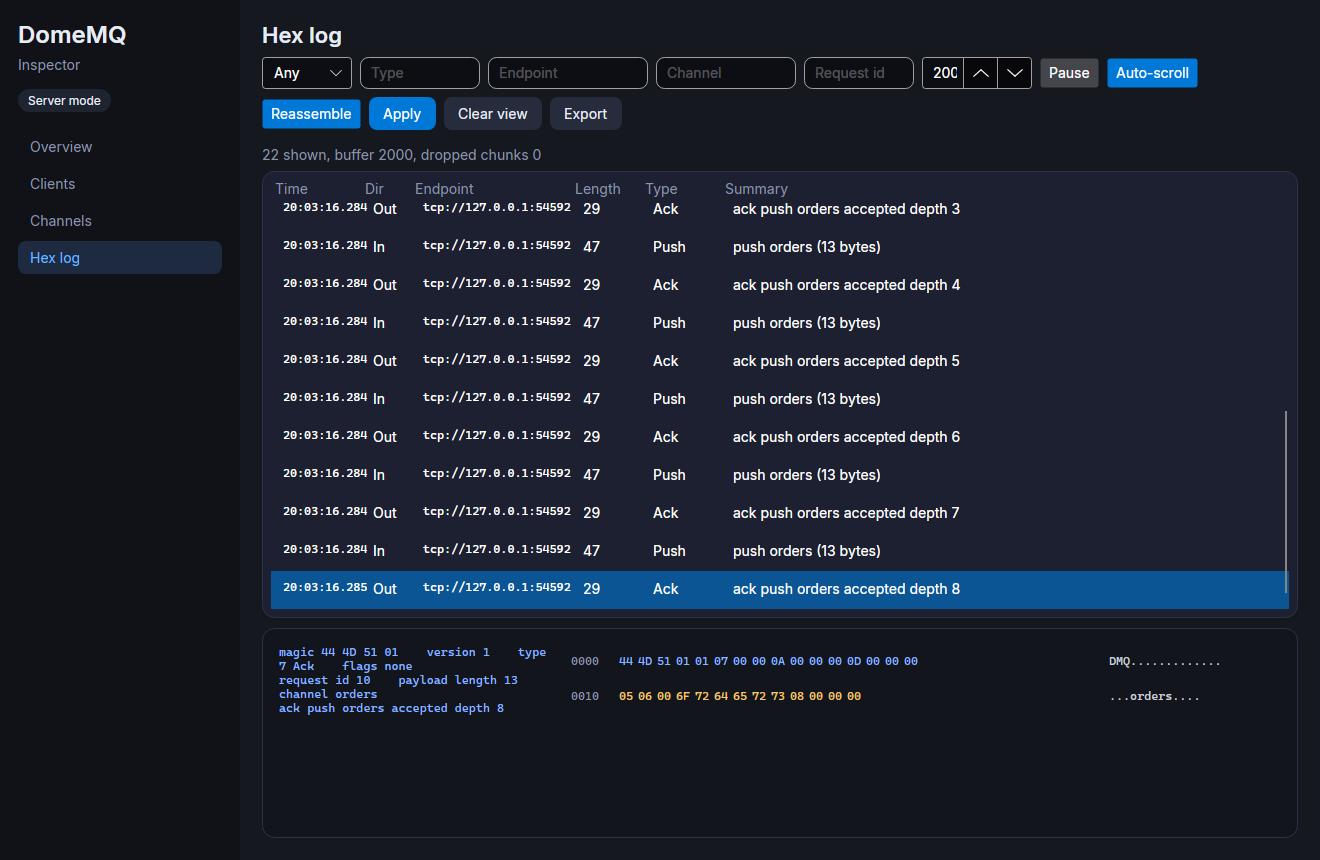 DomeMQ
Inspector
Server mode
Overview
Clients
Channels
Hex log
Hex log
Any Type Endpoint Channel Request id 200 Pause Auto-scroll
Reassemble Apply Clear view Export
22 shown, buffer 2000, dropped chunks 0
Time Dir Endpoint Length Type Summary
20:03:16.284 Out tcp://127.0.0.1:54592 29 Ack ack push orders accepted depth 3
20:03:16.284 In tcp://127.0.0.1:54592 47 Push push orders (13 bytes)
20:03:16.284 Out tcp://127.0.0.1:54592 29 Ack ack push orders accepted depth 4
20:03:16.284 In tcp://127.0.0.1:54592 47 Push push orders (13 bytes)
20:03:16.284 Out tcp://127.0.0.1:54592 29 Ack ack push orders accepted depth 5
20:03:16.284 In tcp://127.0.0.1:54592 47 Push push orders (13 bytes)
20:03:16.284 Out tcp://127.0.0.1:54592 29 Ack ack push orders accepted depth 6
20:03:16.284 In tcp://127.0.0.1:54592 47 Push push orders (13 bytes)
20:03:16.284 Out tcp://127.0.0.1:54592 29 Ack ack push orders accepted depth 7
20:03:16.284 In tcp://127.0.0.1:54592 47 Push push orders (13 bytes)
20:03:16.285 Out tcp://127.0.0.1:54592 29 Ack ack push orders accepted depth 8
magic 44 4D 51 01 version 1 type
7 Ack flags none
request id 10 payload length 13
channel orders
ack push orders accepted depth 8
0000 44 4D 51 01 01 07 00 00 0A 00 00 00 0D 00 00 00 DMQ.............
0010 05 06 00 6F 72 64 65 72 73 08 00 00 00 ...orders....